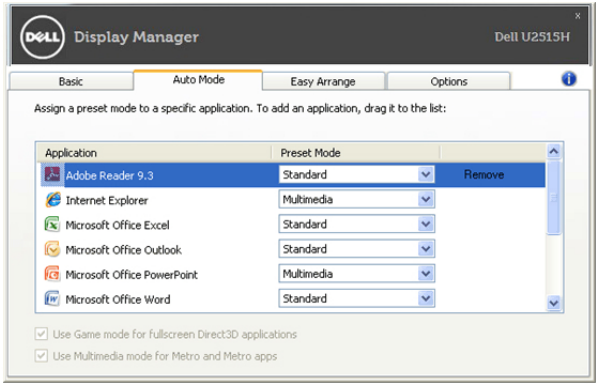 x
DELL Display Manager Dell U2515H
Basic Auto Mode Easy Arrange Options i
Assign a preset mode to a specific application. To add an application, drag it to the list:
Application Preset Mode
Adobe Reader 9.3 Standard Remove
Internet Explorer Multimedia
Microsoft Office Excel Standard
Microsoft Office Outlook Standard
Microsoft Office PowerPoint Multimedia
Microsoft Office Word Standard
Use Game mode for fullscreen Direct3D applications
Use Multimedia mode for Metro and Metro apps